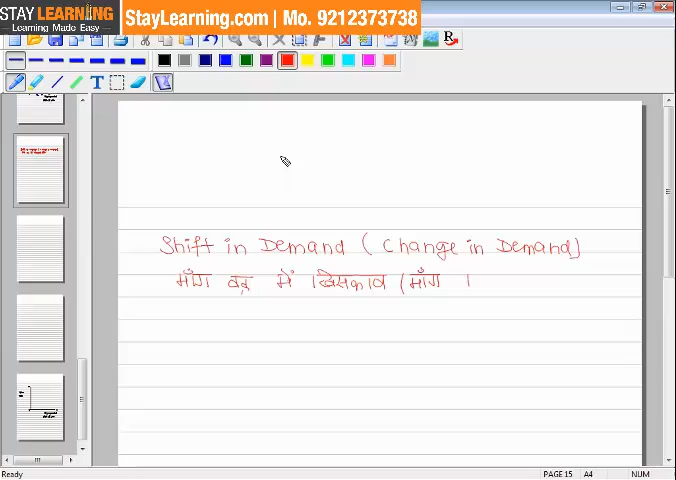 STAY LEARNING
Learning Made Easy
StayLearning.com | Mo. 9212373738
Shift in Demand ( Change in Demand)
माँग वक्र में खिसकाव (माँग
Ready
PAGE 15 A4 NUM